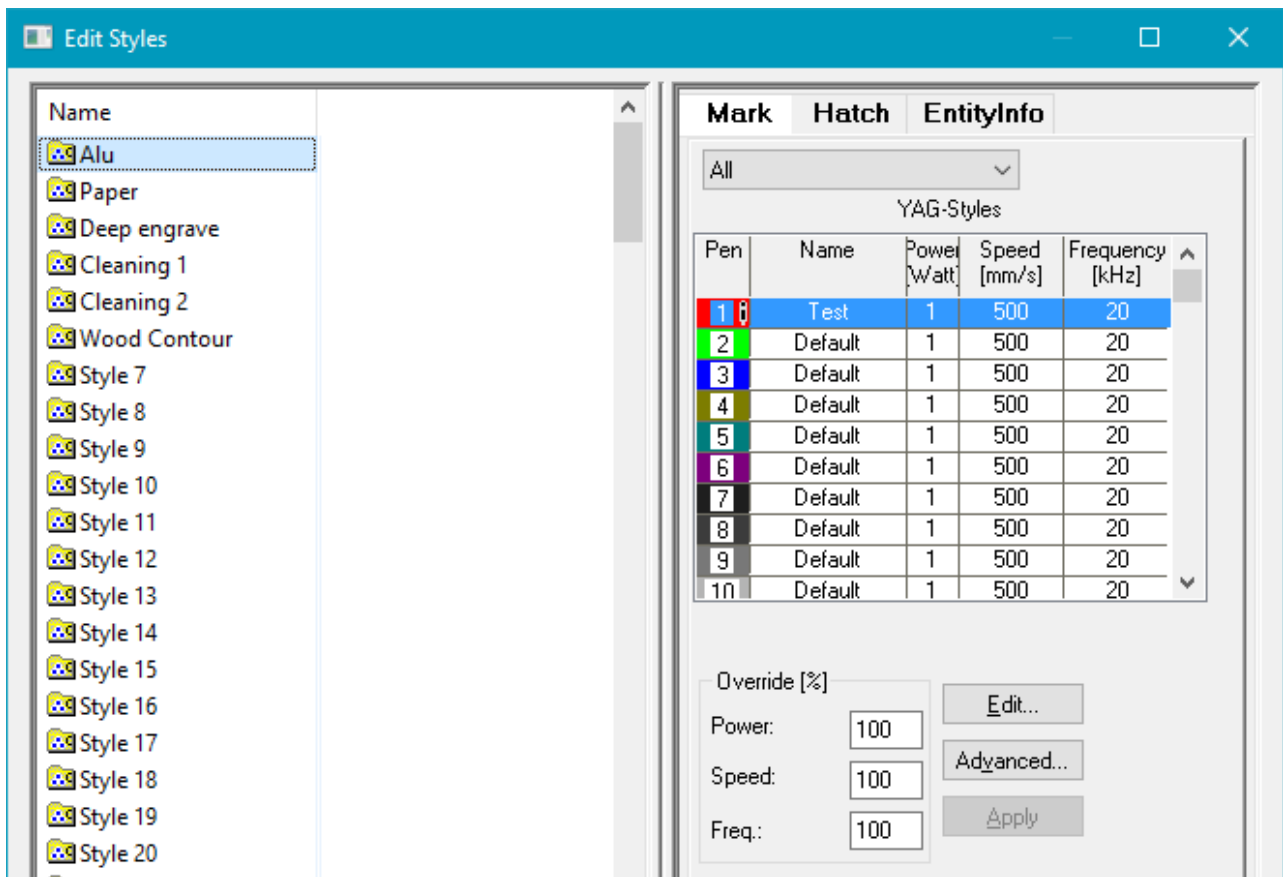 Edit Styles
Name
Alu
Paper
Deep engrave
Cleaning 1
Cleaning 2
Wood Contour
Style 7
Style 8
Style 9
Style 10
Style 11
Style 12
Style 13
Style 14
Style 15
Style 16
Style 17
Style 18
Style 19
Style 20
Mark Hatch EntityInfo
All
YAG-Styles
Pen Name Power Speed Frequency
[Watt] [mm/s] [kHz]
1 Test 1 500 20
2 Default 1 500 20
3 Default 1 500 20
4 Default 1 500 20
5 Default 1 500 20
6 Default 1 500 20
7 Default 1 500 20
8 Default 1 500 20
9 Default 1 500 20
10 Default 1 500 20
Override [%]
Power: 100
Speed: 100
Freq.: 100
Edit...
Advanced...
Apply